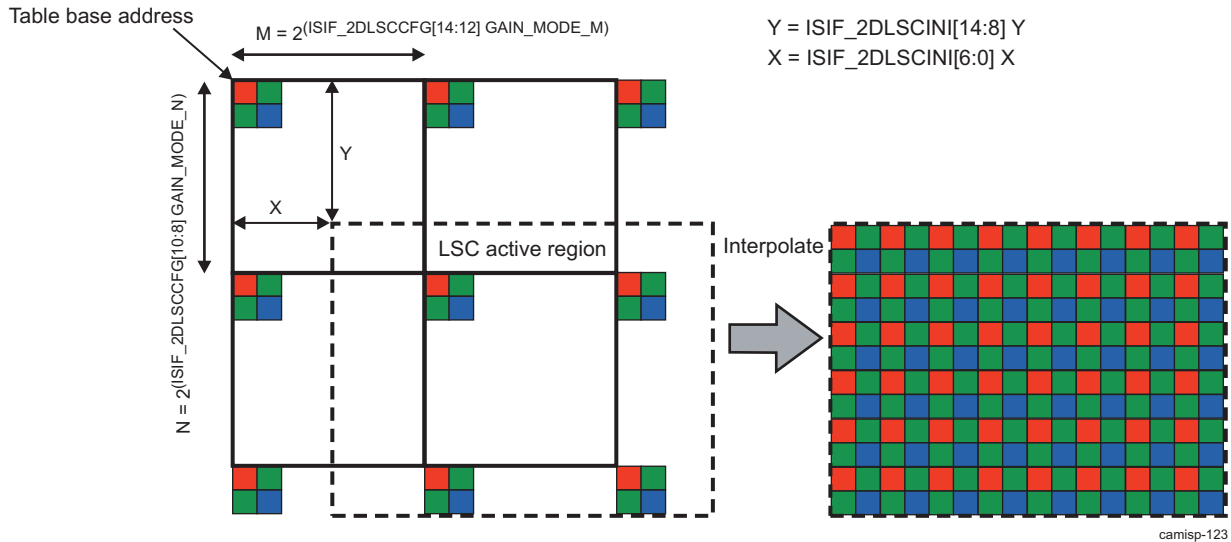 Table base address
M = 2(ISIF_2DLSCCFG[14:12] GAIN_MODE_M)
Y = ISIF_2DLSCINI[14:8] Y
X = ISIF_2DLSCINI[6:0] X
N = 2(ISIF_2DLSCCFG[10:8] GAIN_MODE_N)
Y
X
LSC active region
Interpolate
camisp-123